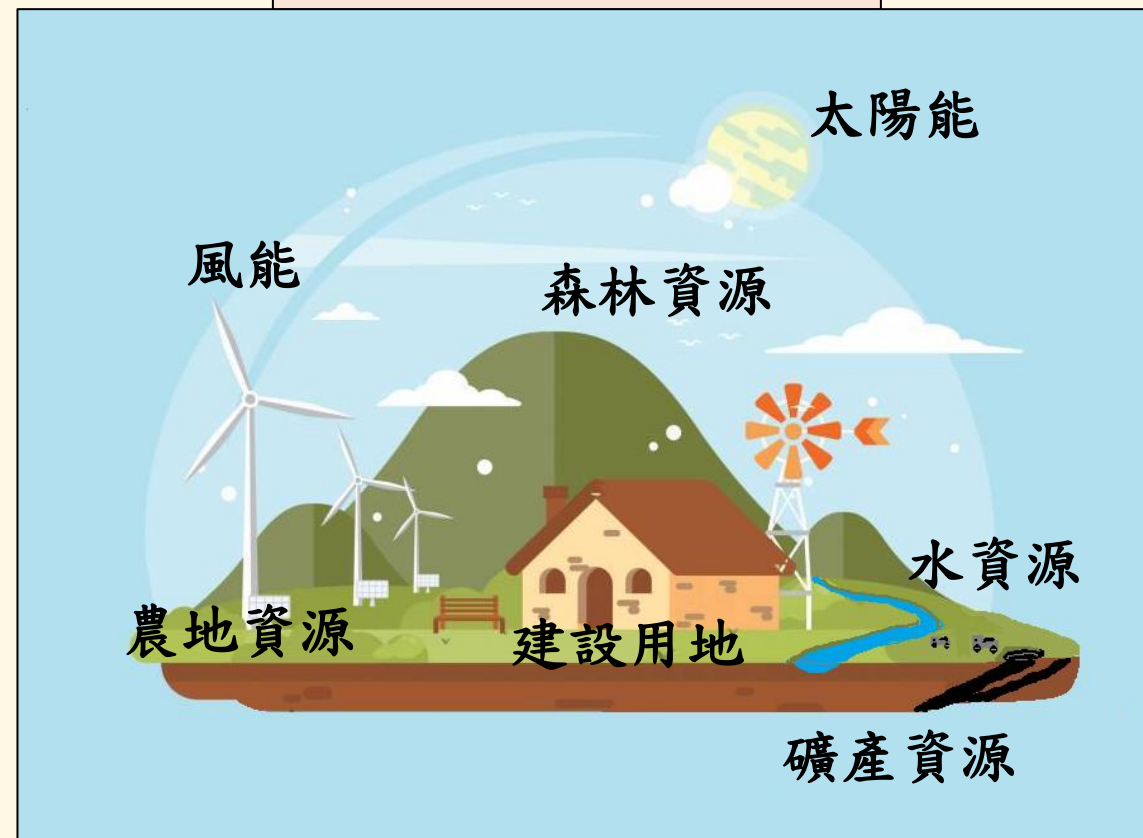 太陽能
風能
森林資源
水資源
農地資源
建設用地
礦產資源